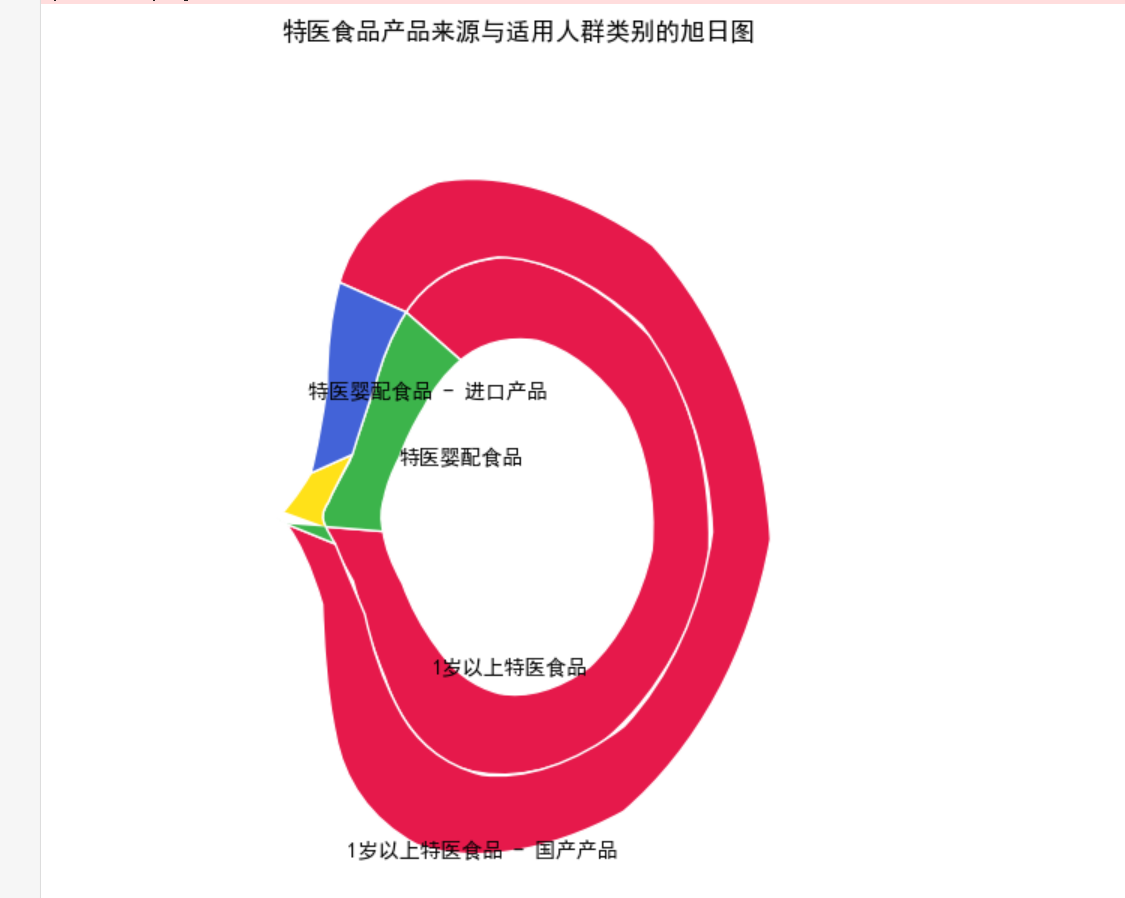 特医食品产品来源与适用人群类别的旭日图
特医婴配食品 - 进口产品
特医婴配食品
1岁以上特医食品
1岁以上特医食品 - 国产产品